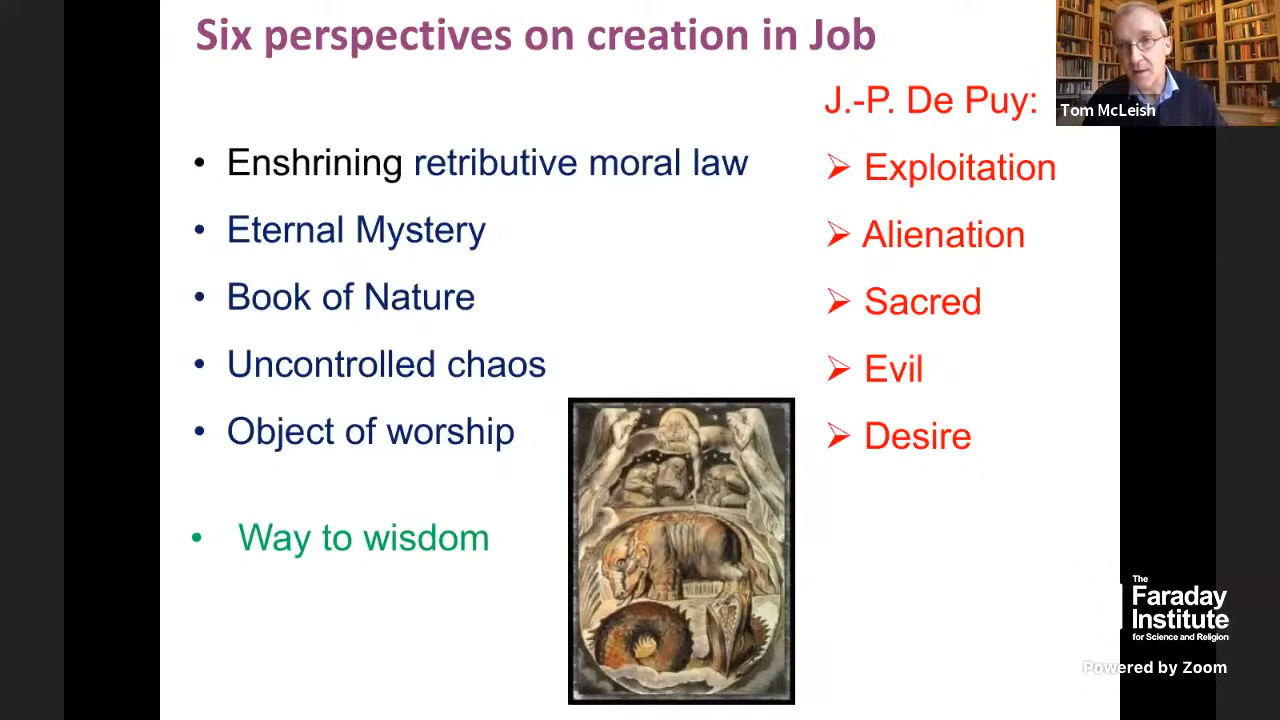 Six perspectives on creation in Job
• Enshrining retributive moral law
• Eternal Mystery
• Book of Nature
• Uncontrolled chaos
• Object of worship
• Way to wisdom
J.-P. De Puy:
➢ Exploitation
➢ Alienation
➢ Sacred
➢ Evil
➢ Desire
Tom McLeish
The
Faraday
Institute
for Science and Religion
Powered by Zoom